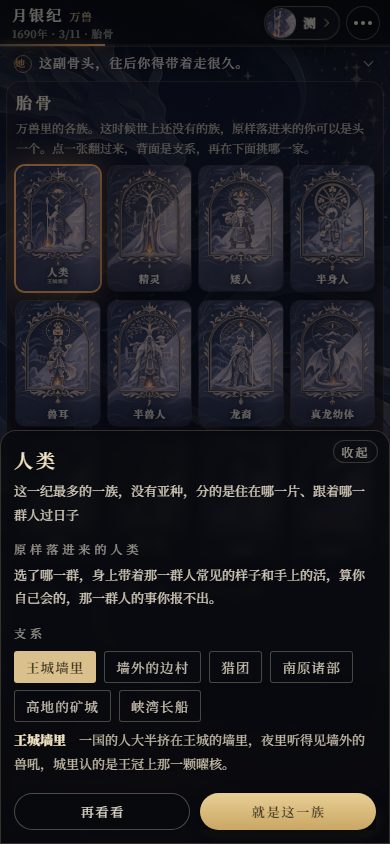 月银纪 万兽
1690年 · 3/11 · 胎骨
测
她 这副骨头，往后你得带着走很久。
胎骨
万兽里的各族。这时候世上还没有的族，原样落进来的你可以是头
一个。点一张翻过来，背面是支系，再在下面挑哪一家。
人类
王城墙里
精灵
矮人
半身人
兽耳
半兽人
龙裔
真龙幼体
人类
收起
这一纪最多的一族，没有亚种，分的是住在哪一片、跟着哪一
群人过日子
原样落进来的人类
选了哪一群，身上带着那一群人常见的样子和手上的活，算你
自己会的，那一群人的事你报不出。
支系
王城墙里 墙外的边村 猎团 南原诸部
高地的矿城 峡湾长船
王城墙里 一国的人大半挤在王城的墙里，夜里听得见墙外的
兽吼，城里认的是王冠上那一颗曜核。
再看看
就是这一族